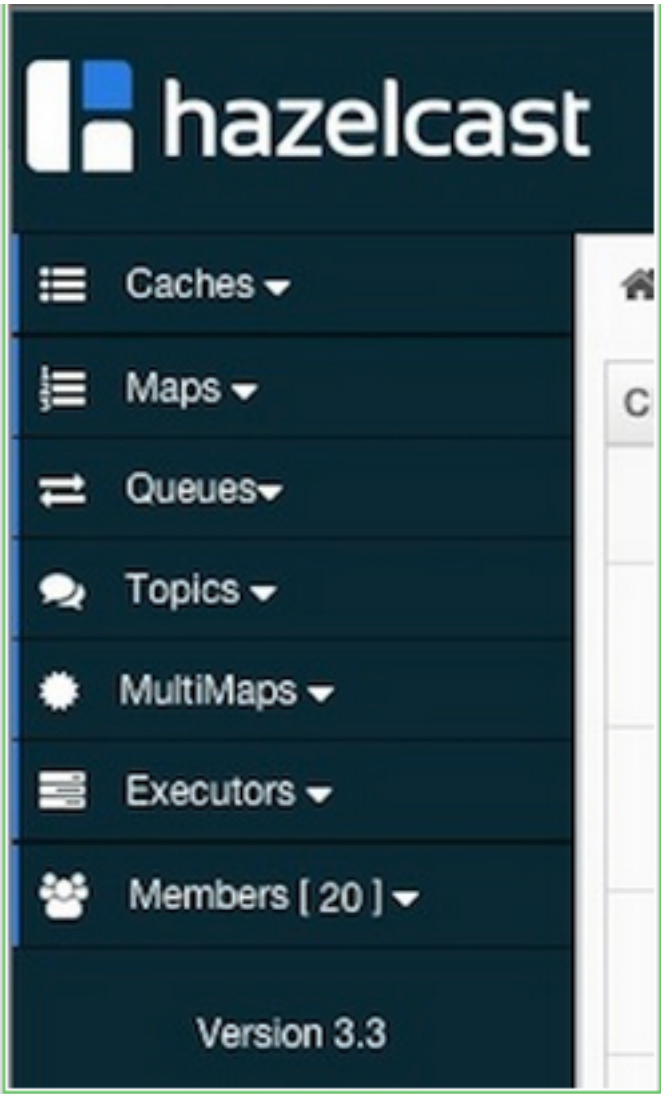 hazelcast
Caches
Maps
C
Queues
Topics
MultiMaps
Executors
Members [ 20 ]
Version 3.3